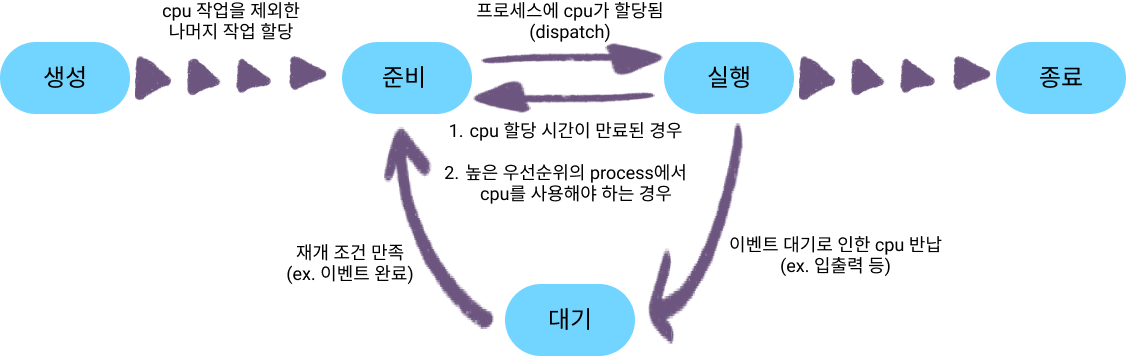 cpu 작업을 제외한
나머지 작업 할당
프로세스에 cpu가 할당됨
(dispatch)
생성
준비
실행
종료
1. cpu 할당 시간이 만료된 경우
2. 높은 우선순위의 process에서
cpu를 사용해야 하는 경우
재개 조건 만족
(ex. 이벤트 완료)
이벤트 대기로 인한 cpu 반납
(ex. 입출력 등)
대기